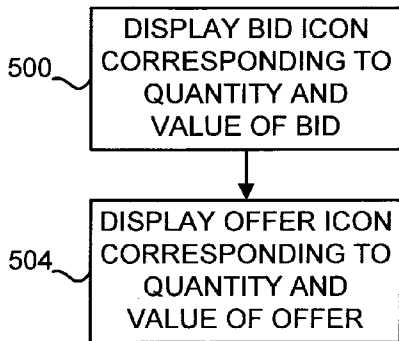 DISPLAY BID ICON
CORRESPONDING TO
500
QUANTITY AND
VALUE OF BID
DISPLAY OFFER ICON
CORRESPONDING TO
504
QUANTITY AND
VALUE OF OFFER